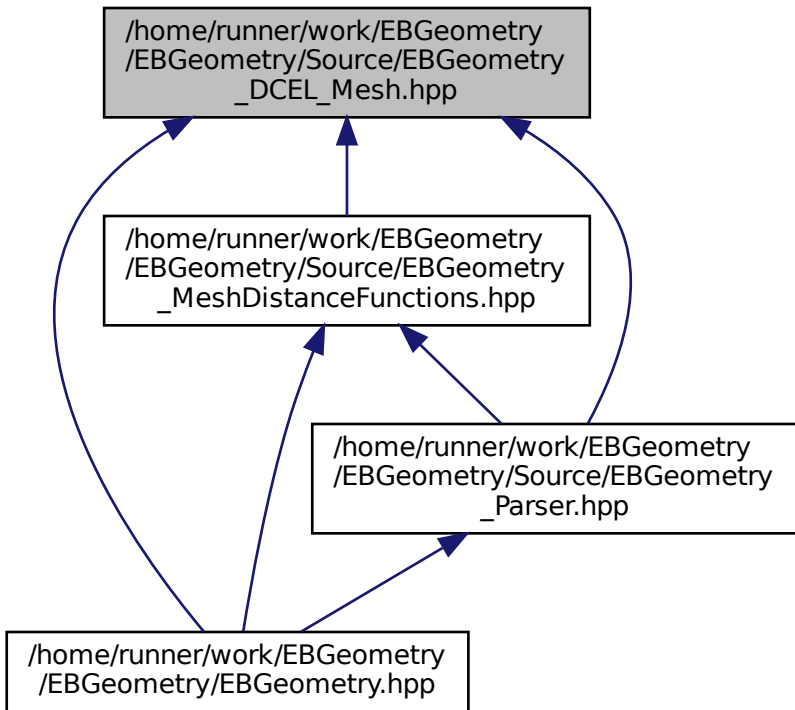 /home/runner/work/EBGeometry
/EBGeometry/Source/EBGeometry
_DCEL_Mesh.hpp
/home/runner/work/EBGeometry
/EBGeometry/Source/EBGeometry
_MeshDistanceFunctions.hpp
/home/runner/work/EBGeometry
/EBGeometry/Source/EBGeometry
_Parser.hpp
/home/runner/work/EBGeometry
/EBGeometry/EBGeometry.hpp